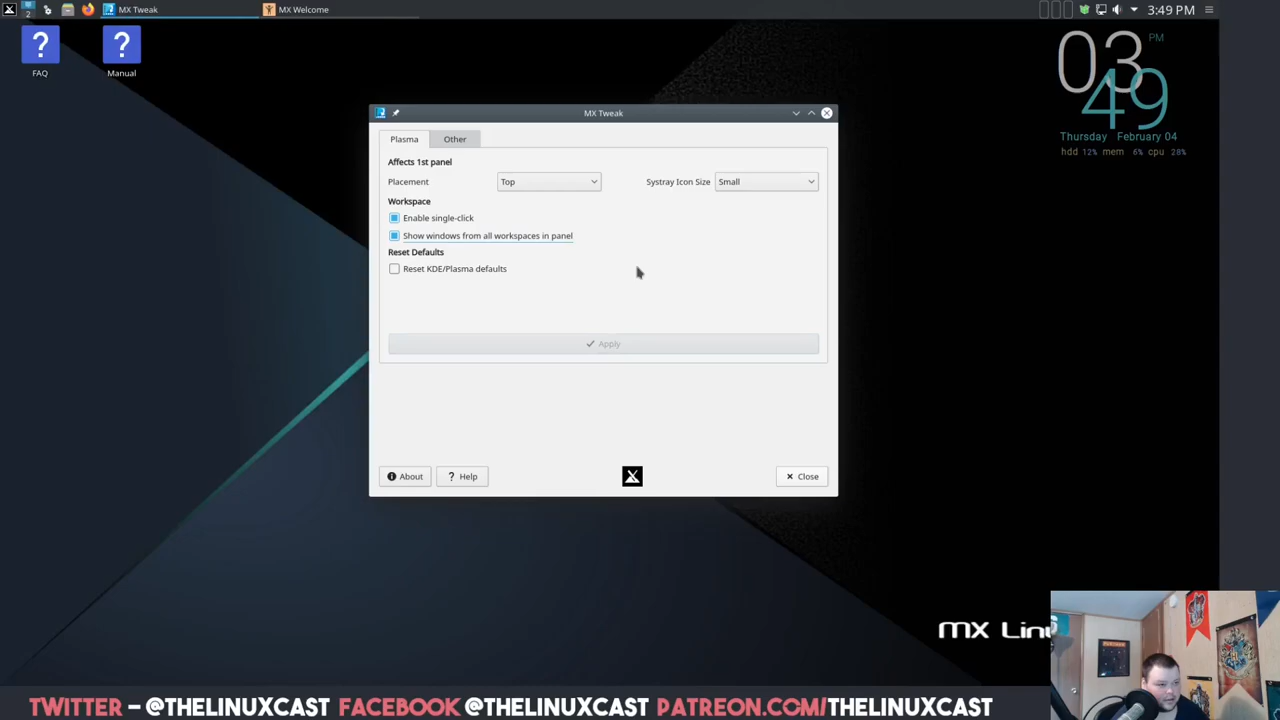 2 MX Tweak MX Welcome 3:49 PM
FAQ Manual
03 PM
49
Thursday February 04
hdd 12% mem 6% cpu 28%
MX Tweak
Plasma Other
Affects 1st panel
Placement Top Systray Icon Size Small
Workspace
Enable single-click
Show windows from all workspaces in panel
Reset Defaults
Reset KDE/Plasma defaults
Apply
About Help Close
MX Lin
TWITTER - @THELINUXCAST FACEBOOK @THELINUXCAST PATREON.COM/THELINUXCAST